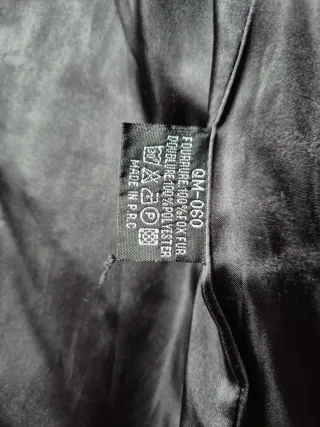 QM-060
FOURRURE:100%FOX FUR
DOUBLURE:100%POLYESTER
MADE IN P.R.C